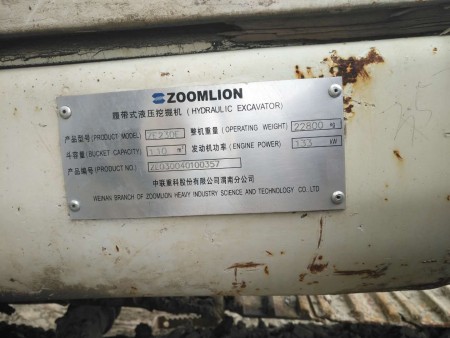 ZOOMLION
履带式液压挖掘机 (HYDRAULIC EXCAVATOR)
产品型号(PRODUCT MODEL) ZE230E 整机重量 (OPERATING WEIGHT) 22800 kg
斗容量(BUCKET CAPACITY) 1.10 m³ 发动机功率 (ENGINE POWER) 133 kW
产品编号(PRODUCT NO.)
中联重科股份有限公司渭南分公司
WEINAN BRANCH OF ZOOMLION HEAVY INDUSTRY SCIENCE AND TECHNOLOGY CO., LTD